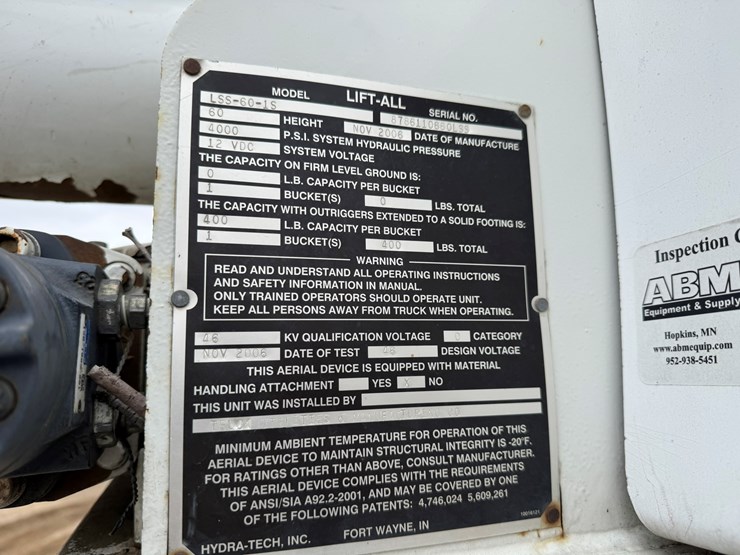 MODEL LIFT-ALL SERIAL NO.
LSS-60-1S
60 HEIGHT NOV 2006 DATE OF MANUFACTURE
4000 P.S.I. SYSTEM HYDRAULIC PRESSURE
12 VDC SYSTEM VOLTAGE
THE CAPACITY ON FIRM LEVEL GROUND IS:
0 L.B. CAPACITY PER BUCKET
1 BUCKET(S) 0 LBS. TOTAL
THE CAPACITY WITH OUTRIGGERS EXTENDED TO A SOLID FOOTING IS:
400 L.B. CAPACITY PER BUCKET
1 BUCKET(S) 400 LBS. TOTAL
WARNING
READ AND UNDERSTAND ALL OPERATING INSTRUCTIONS
AND SAFETY INFORMATION IN MANUAL.
ONLY TRAINED OPERATORS SHOULD OPERATE UNIT.
KEEP ALL PERSONS AWAY FROM TRUCK WHEN OPERATING.
46 KV QUALIFICATION VOLTAGE C CATEGORY
NOV 2006 DATE OF TEST 46 DESIGN VOLTAGE
THIS AERIAL DEVICE IS EQUIPPED WITH MATERIAL
HANDLING ATTACHMENT YES X NO
THIS UNIT WAS INSTALLED BY
MINIMUM AMBIENT TEMPERATURE FOR OPERATION OF THIS
AERIAL DEVICE TO MAINTAIN STRUCTURAL INTEGRITY IS -20°F.
FOR RATINGS OTHER THAN ABOVE, CONSULT MANUFACTURER.
THIS AERIAL DEVICE COMPLIES WITH THE REQUIREMENTS
OF ANSI/SIA A92.2-2001, AND MAY BE COVERED BY ONE
OF THE FOLLOWING PATENTS: 4,746,024 5,609,261
HYDRA-TECH, INC. FORT WAYNE, IN
Inspection
ABM
Equipment & Supply
Hopkins, MN
www.abmequip.com
952-938-5451